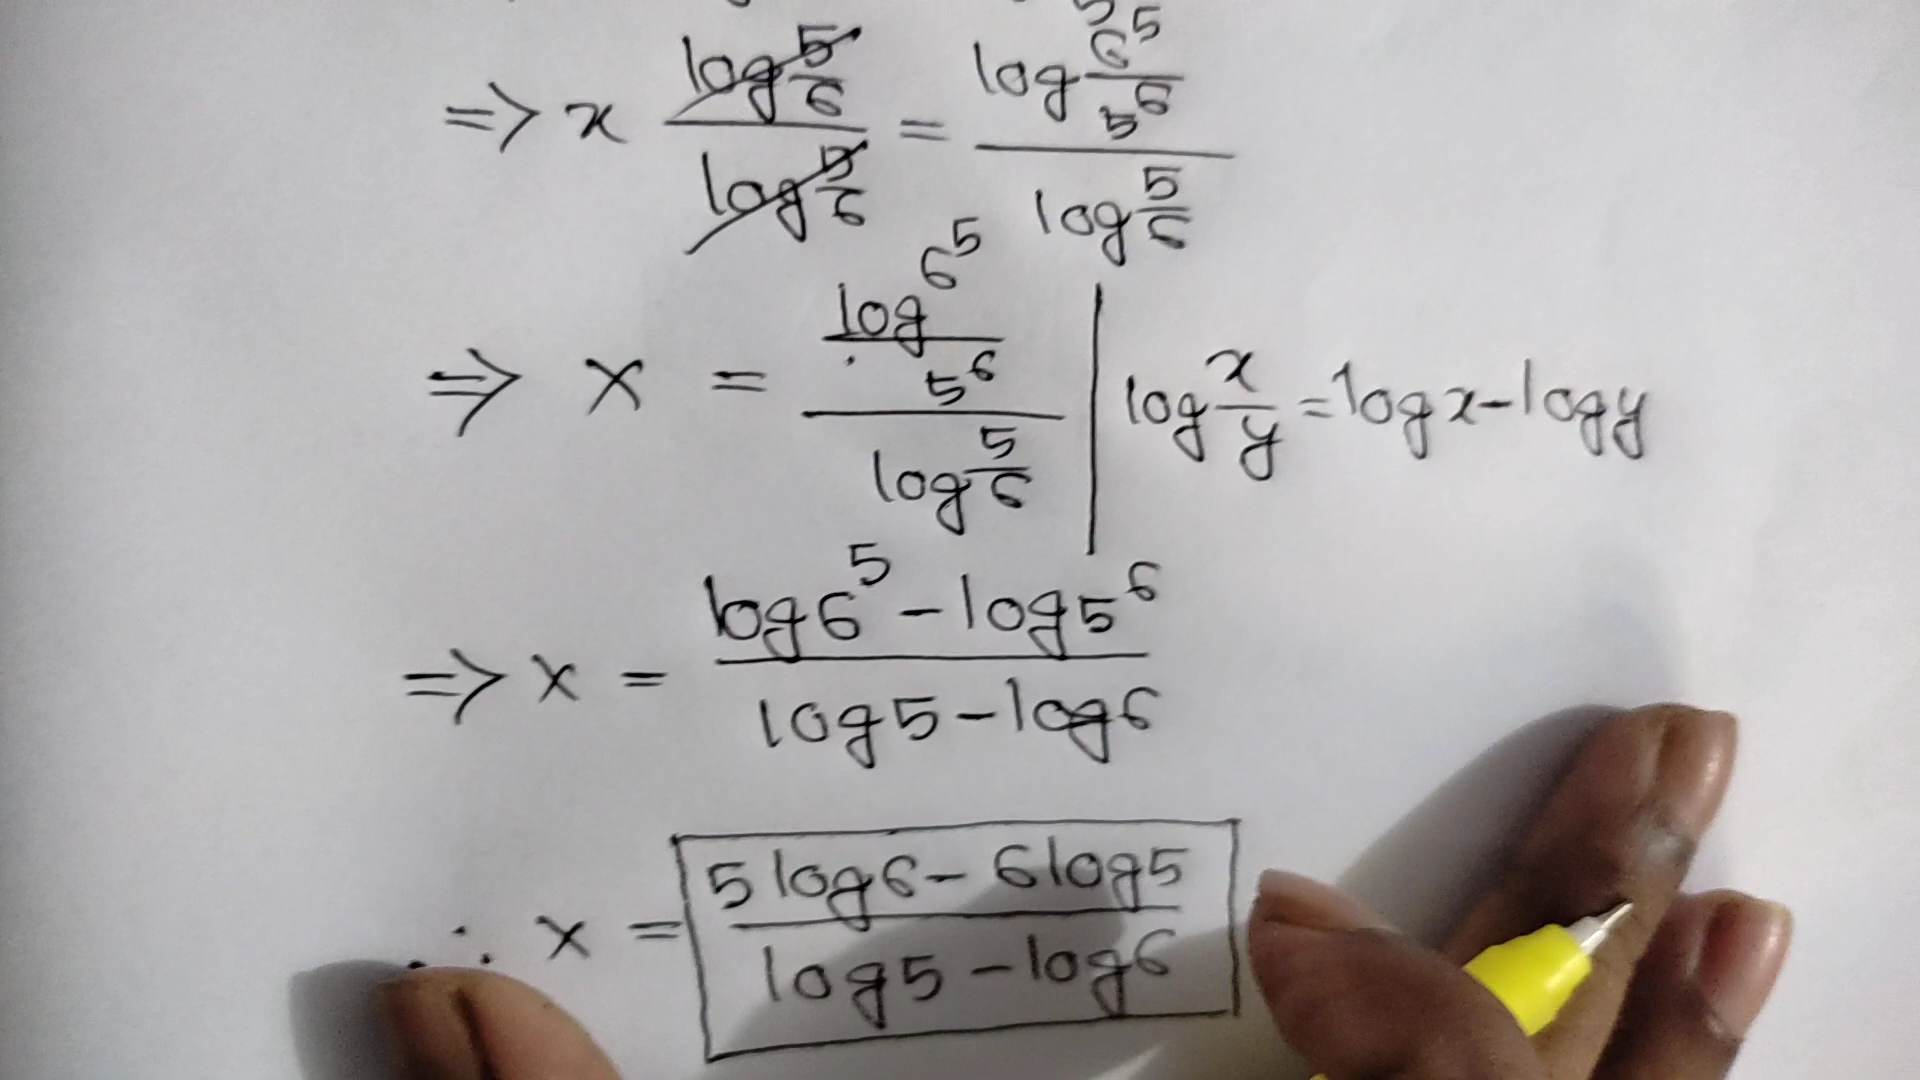 ⇒ x log 5/6 / log 5/6 = log 6^5/5^6 / log 5/6
⇒ x = log 6^5/5^6 / log 5/6 | log x/y = log x - log y
⇒ x = log 6^5 - log 5^6 / log 5 - log 6
∴ x = 5 log 6 - 6 log 5 / log 5 - log 6